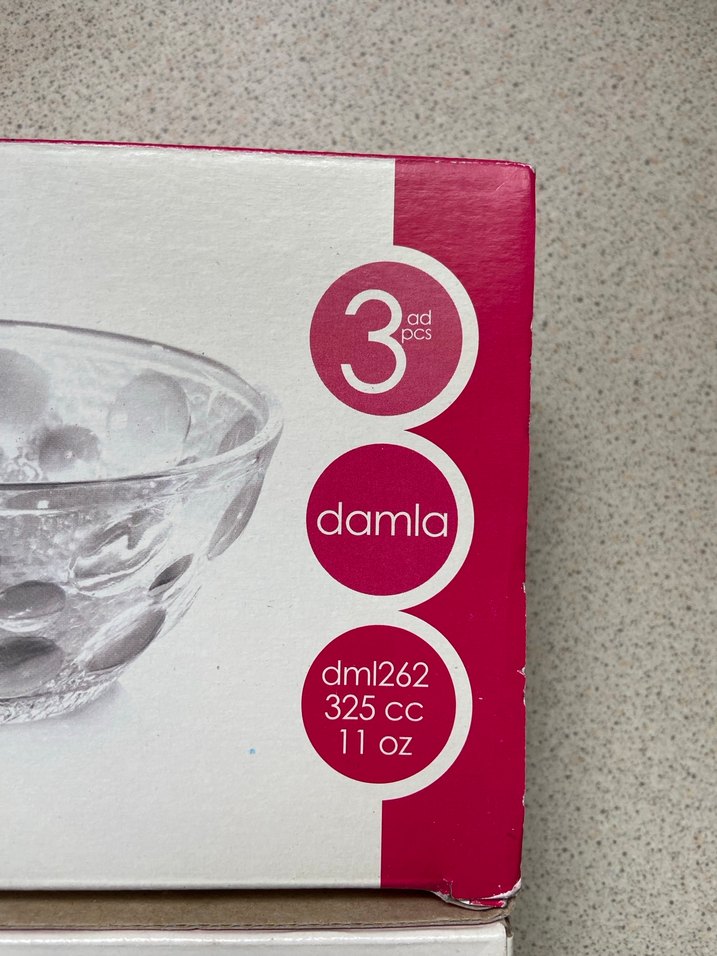 3 ad
pcs
damla
dml262
325 cc
11 oz